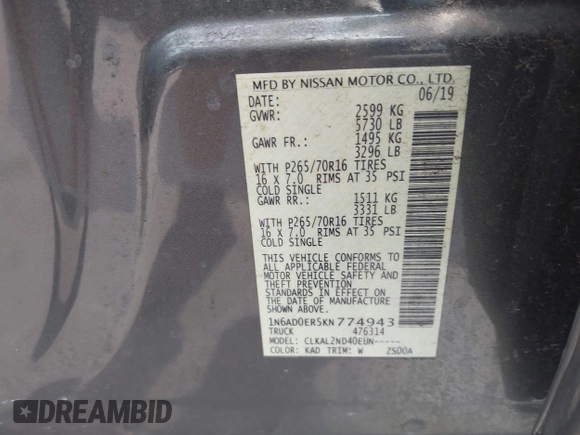 MFD BY NISSAN MOTOR CO., LTD.
DATE: 06/19
GVWR: 2599 KG
5730 LB
GAWR FR.: 1495 KG
3296 LB
WITH P265/70R16 TIRES
16 X 7.0 RIMS AT 35 PSI
COLD SINGLE
GAWR RR.: 1511 KG
3331 LB
WITH P265/70R16 TIRES
16 X 7.0 RIMS AT 35 PSI
COLD SINGLE
THIS VEHICLE CONFORMS TO
ALL APPLICABLE FEDERAL
MOTOR VEHICLE SAFETY AND
THEFT PREVENTION
STANDARDS IN EFFECT ON
THE DATE OF MANUFACTURE
SHOWN ABOVE.
1N6AD0ER5KN774943
TRUCK 476314
MODEL: CLKAL2ND40EUN-----
COLOR: KAD TRIM: W ZS00A
DREAMBID